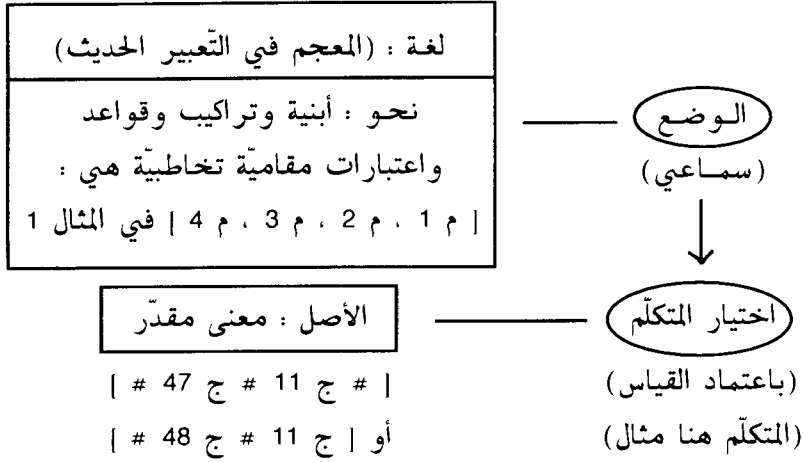 لغة : (المعجم في التّعبير الحديث)
نحو : أبنية وتراكيب وقواعد
واعتبارات مقاميّة تخاطبيّة هي :
[ م 1 ، م 2 ، م 3 ، م 4 ] في المثال 1
الوضع
(سماعي)
اختيار المتكلّم
(باعتماد القياس)
(المتكلّم هنا مثال)
الأصل : معنى مقدّر
[ # ج 11 # ج 47 # ]
أو [ ج 11 # ج 48 # ]